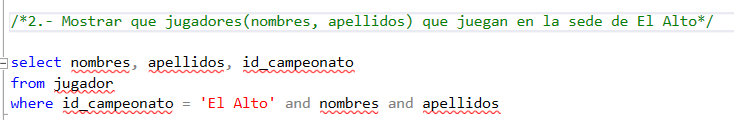 /*2.- Mostrar que jugadores(nombres, apellidos) que juegan en la sede de El Alto*/
select nombres, apellidos, id_campeonato
from jugador
where id_campeonato = 'El Alto' and nombres and apellidos